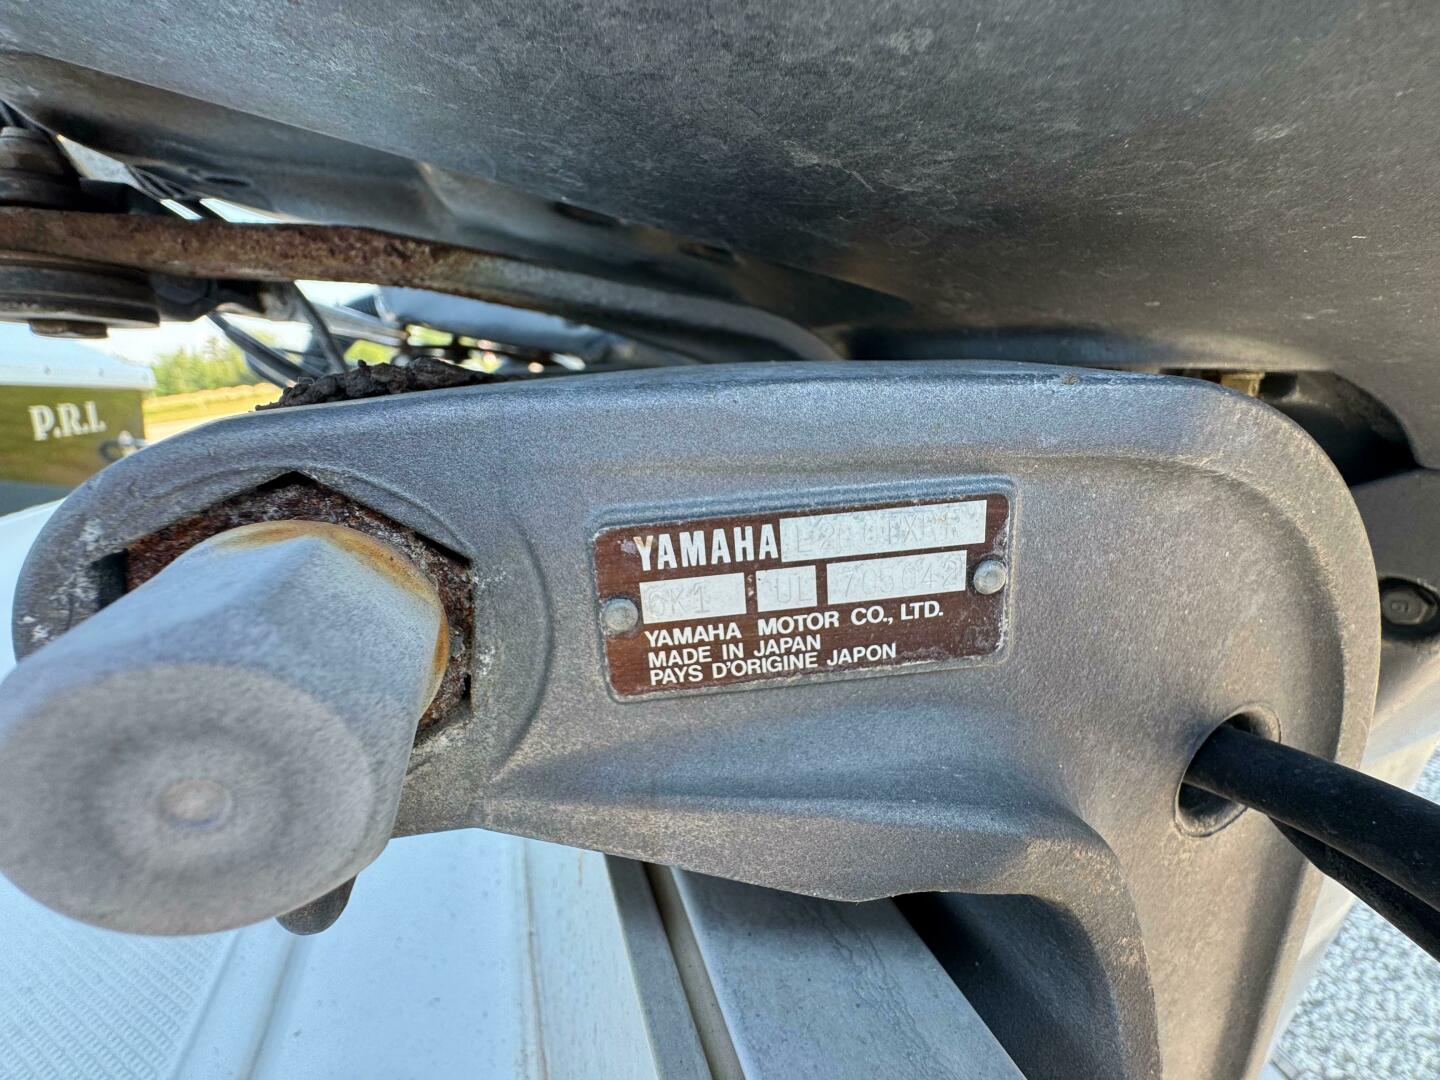 P.R.I.
YAMAHA
6K1 UL 705042
YAMAHA MOTOR CO., LTD.
MADE IN JAPAN
PAYS D'ORIGINE JAPON